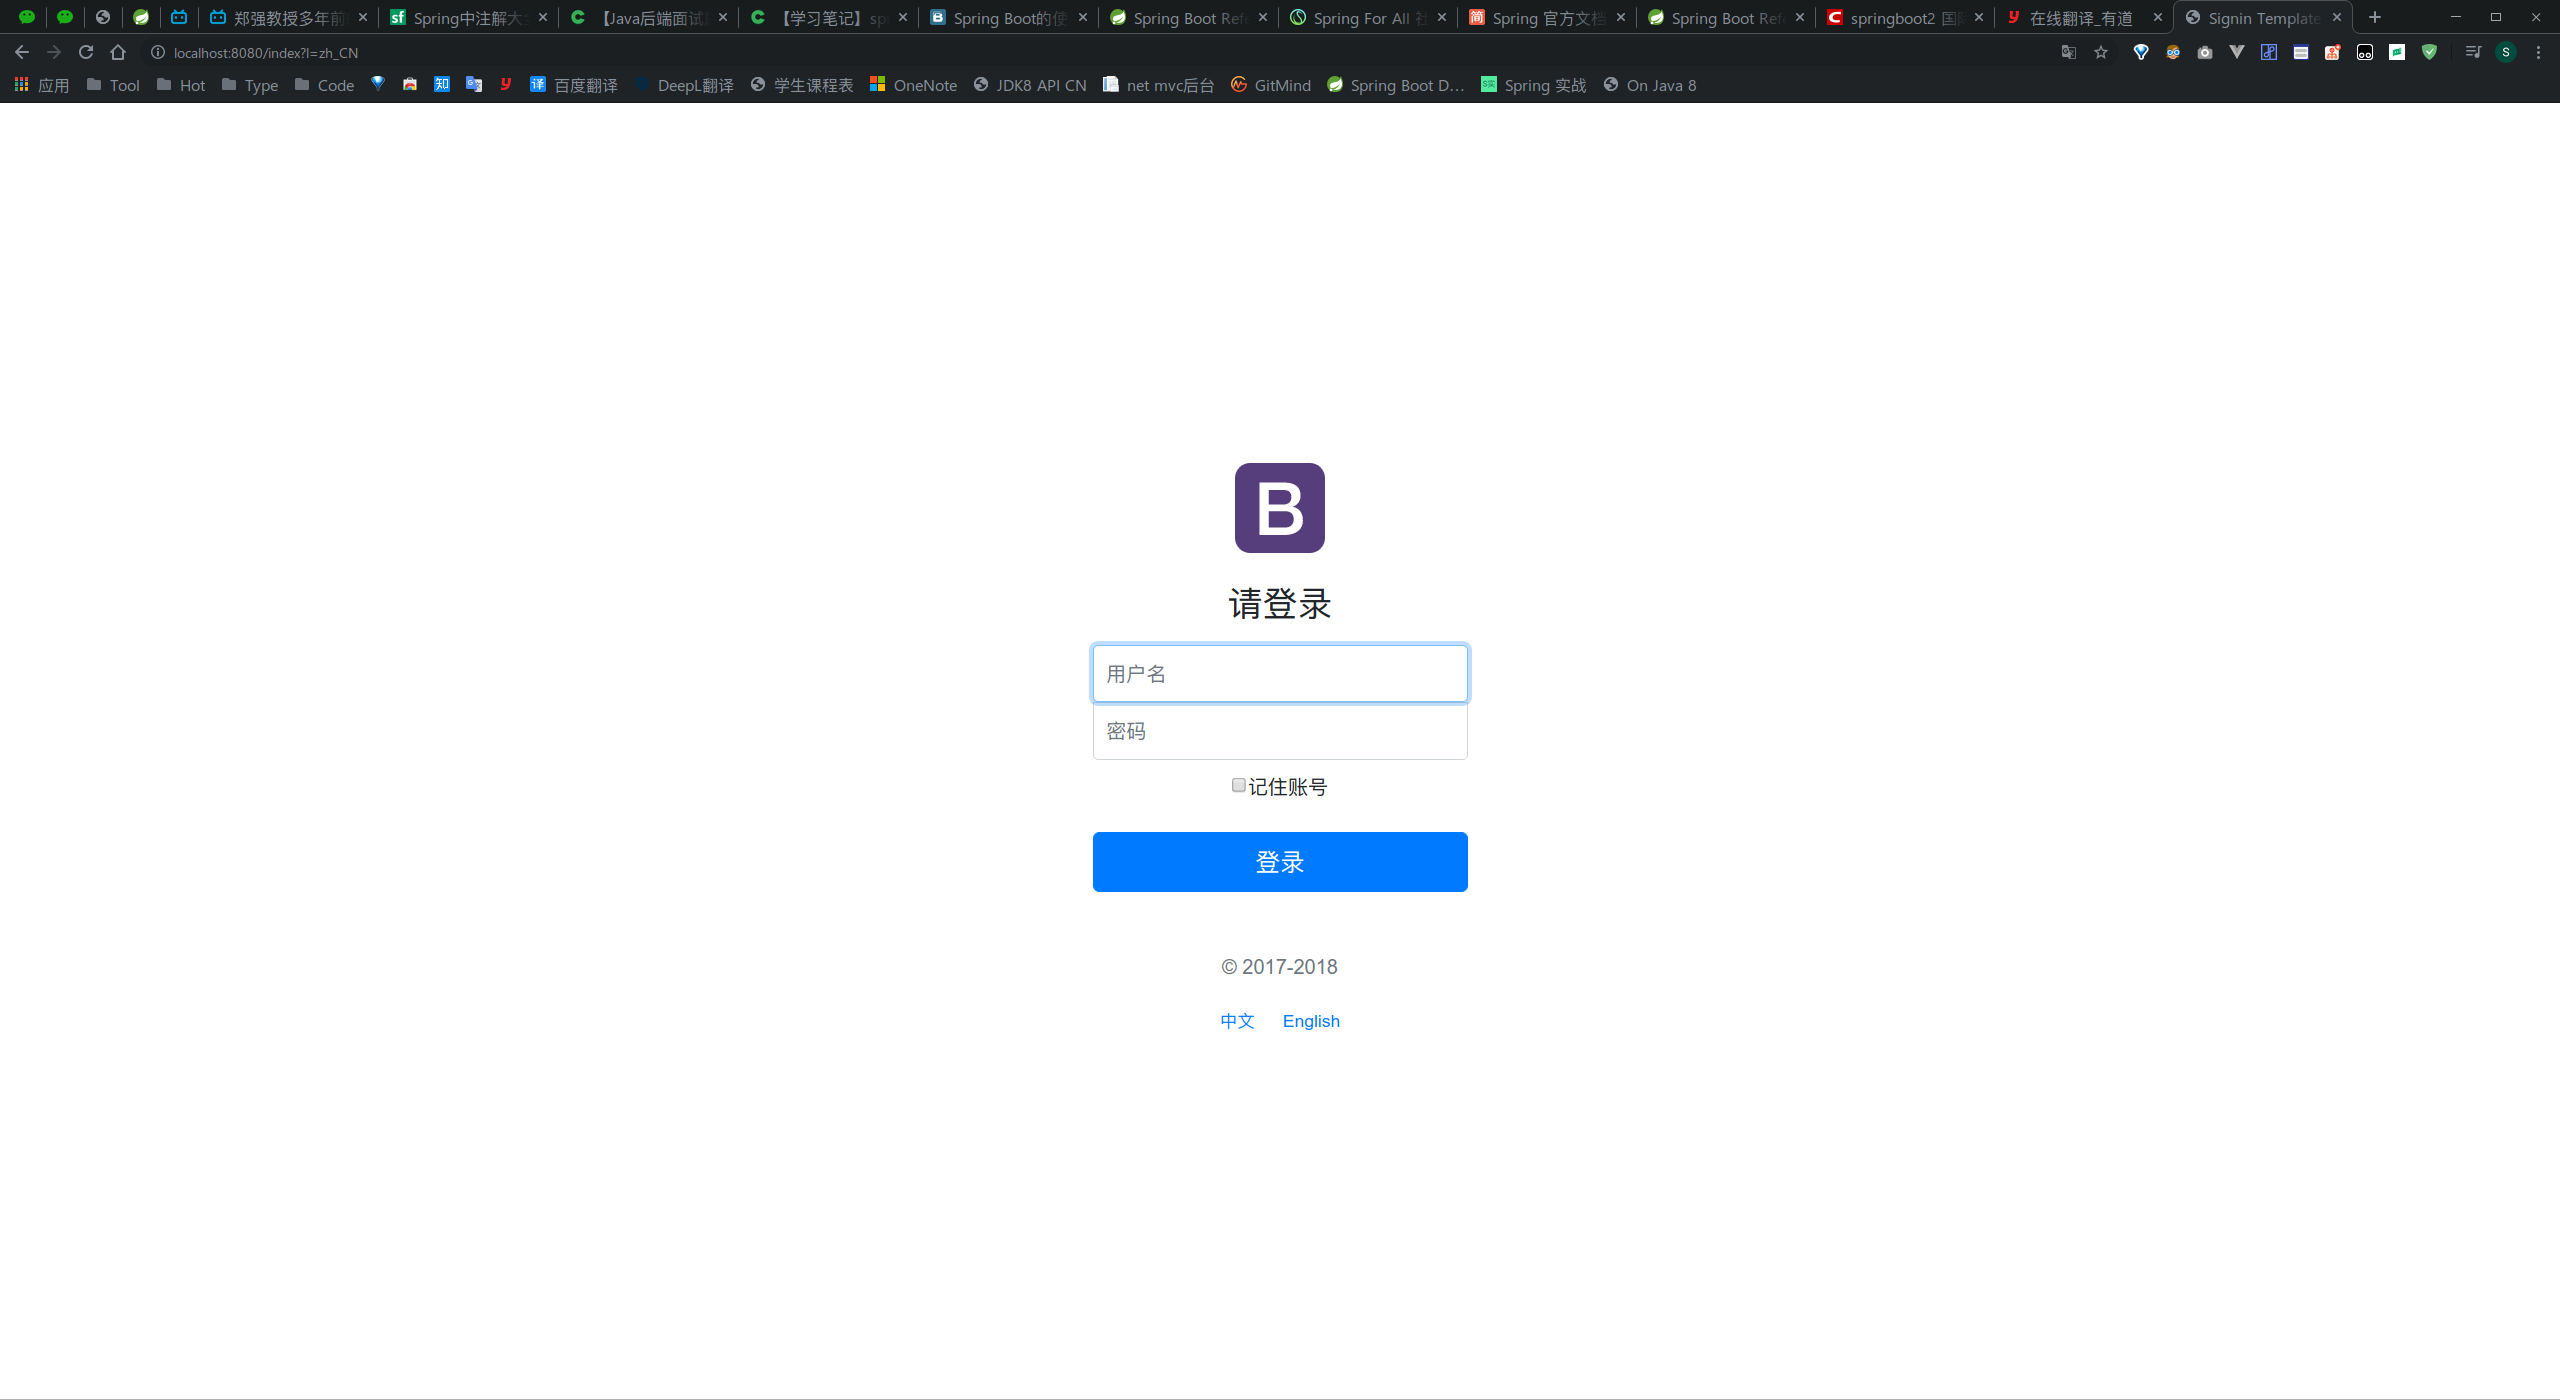 郑强教授多年前
Spring中注解大
【Java后端面试
【学习笔记】sp
Spring Boot的使
Spring Boot Refe
Spring For All 社
Spring 官方文档
Spring Boot Refe
springboot2 国际
在线翻译_有道
Signin Template
localhost:8080/index?l=zh_CN
S
应用
Tool
Hot
Type
Code
知
译 百度翻译
DeepL翻译
学生课程表
OneNote
JDK8 API CN
net mvc后台
GitMind
Spring Boot D...
Spring 实战
On Java 8
B
请登录
用户名
密码
记住账号
登录
© 2017-2018
中文 English